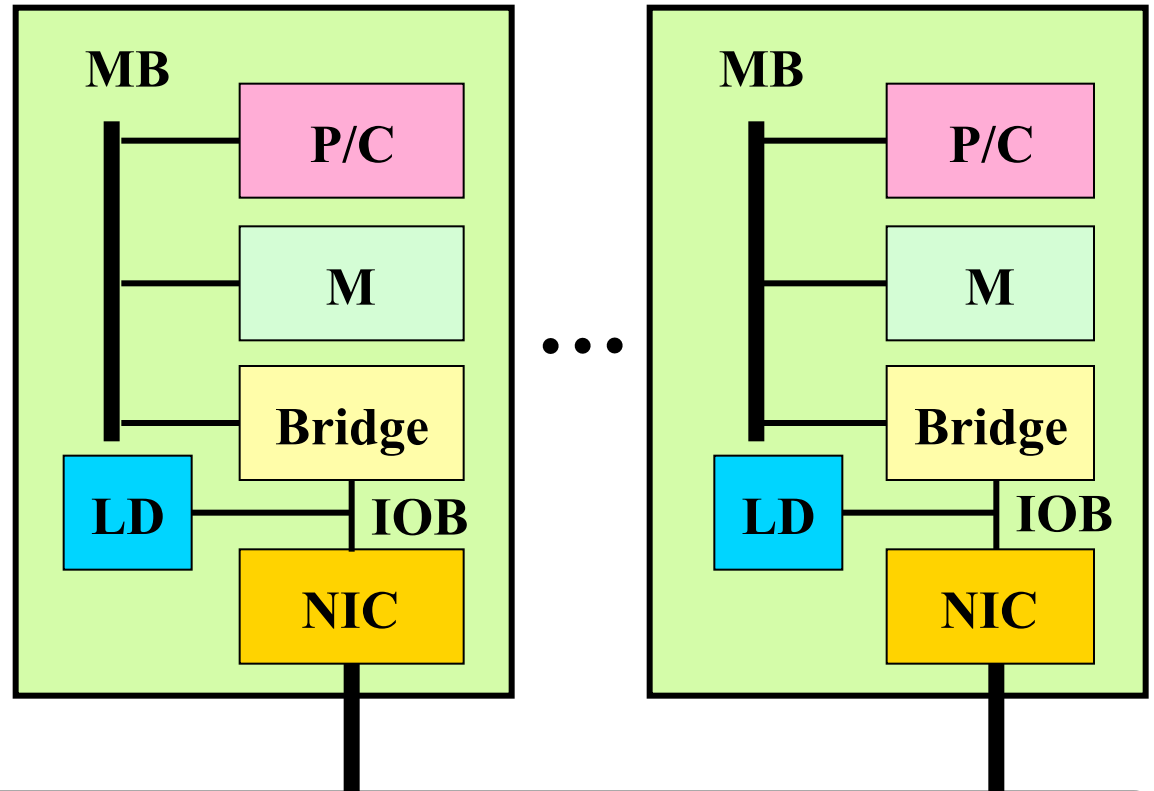 MB
P/C
M
Bridge
LD
IOB
NIC
...
MB
P/C
M
Bridge
LD
IOB
NIC